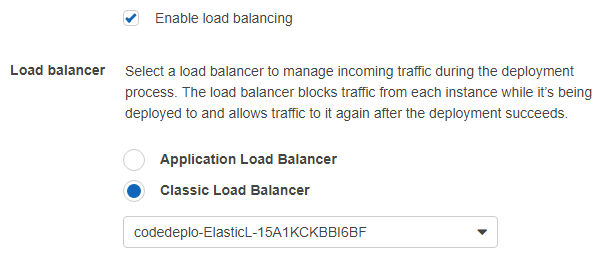 Enable load balancing
Load balancer
Select a load balancer to manage incoming traffic during the deployment
process. The load balancer blocks traffic from each instance while it's being
deployed to and allows traffic to it again after the deployment succeeds.
Application Load Balancer
Classic Load Balancer
codedeplo-ElasticL-15A1KCKBBI6BF